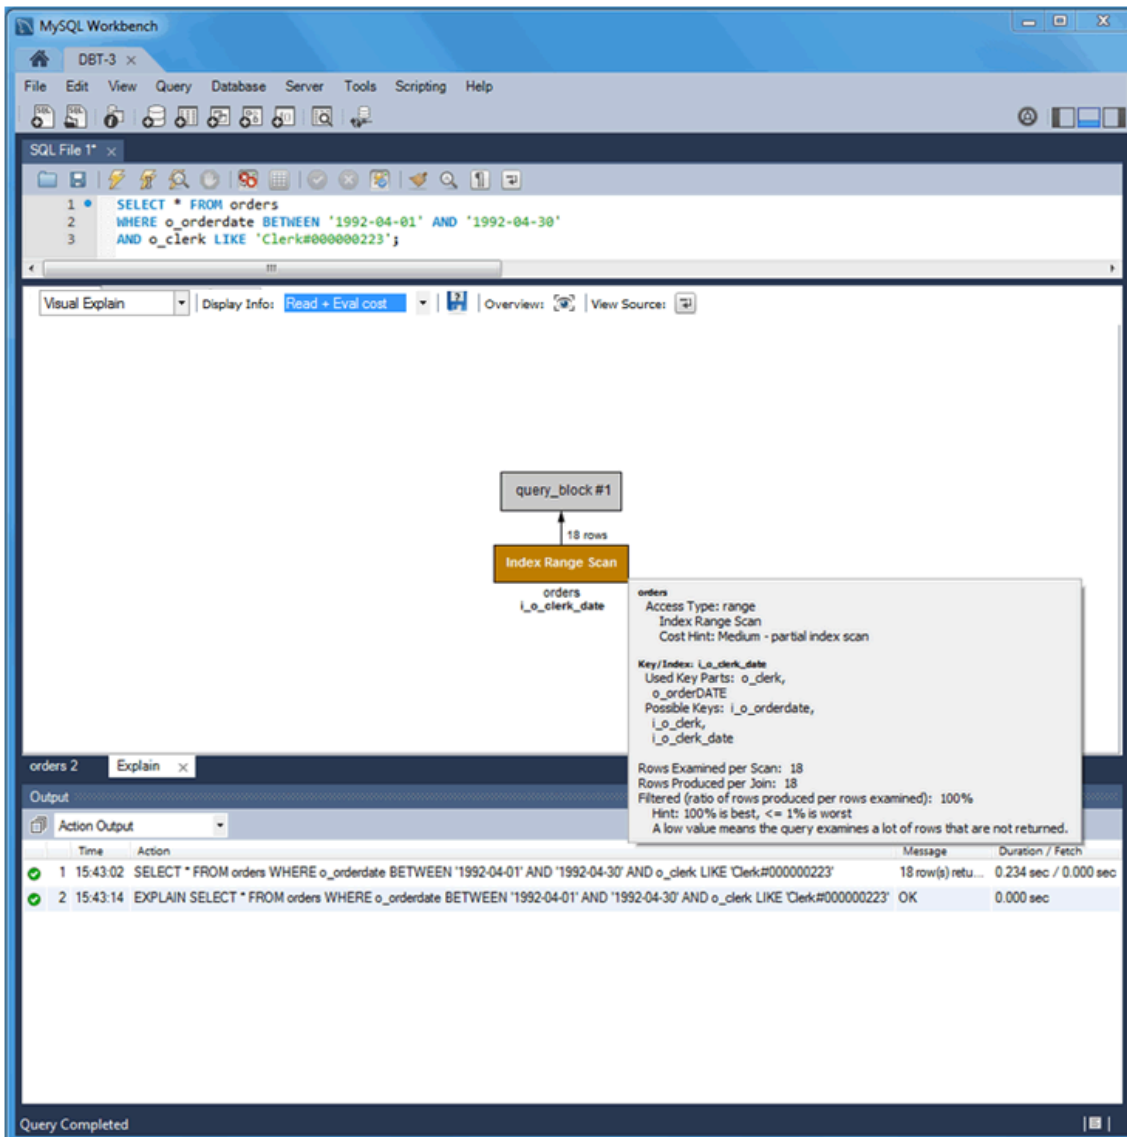 MySQL Workbench
DBT-3
File Edit View Query Database Server Tools Scripting Help
SQL File 1*
1 SELECT * FROM orders
2 WHERE o_orderdate BETWEEN '1992-04-01' AND '1992-04-30'
3 AND o_clerk LIKE 'Clerk#000000223';
Visual Explain Display Info: Read + Eval cost Overview: View Source:
query_block #1
18 rows
Index Range Scan
orders
i_o_clerk_date
orders
Access Type: range
Index Range Scan
Cost Hint: Medium - partial index scan
Key/Index: i_o_clerk_date
Used Key Parts: o_clerk,
o_orderDATE
Possible Keys: i_o_orderdate,
i_o_clerk,
i_o_clerk_date
Rows Examined per Scan: 18
Rows Produced per Join: 18
Filtered (ratio of rows produced per rows examined): 100%
Hint: 100% is best, <= 1% is worst
A low value means the query examines a lot of rows that are not returned.
orders 2 Explain
Output
Action Output
Time Action Message Duration / Fetch
1 15:43:02 SELECT * FROM orders WHERE o_orderdate BETWEEN '1992-04-01' AND '1992-04-30' AND o_clerk LIKE 'Clerk#000000223' 18 row(s) retu... 0.234 sec / 0.000 sec
2 15:43:14 EXPLAIN SELECT * FROM orders WHERE o_orderdate BETWEEN '1992-04-01' AND '1992-04-30' AND o_clerk LIKE 'Clerk#000000223' OK 0.000 sec
Query Completed